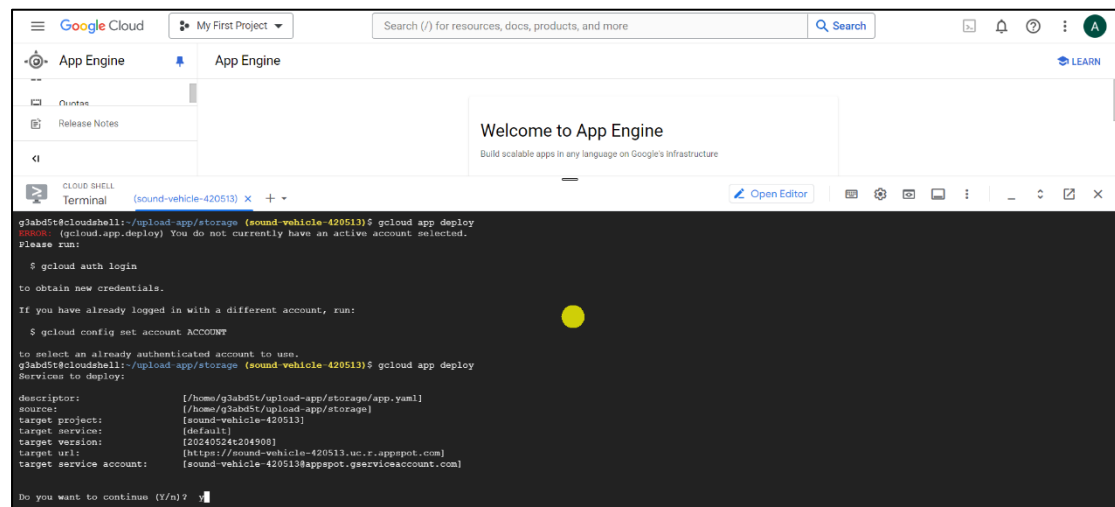 Google Cloud
My First Project
Search (/) for resources, docs, products, and more
Search
A
App Engine
App Engine
LEARN
Quotas
Release Notes
Welcome to App Engine
Build scalable apps in any language on Google's infrastructure
CLOUD SHELL
Terminal
(sound-vehicle-420513)
Open Editor
g3abd5t@cloudshell:~/upload-app/storage (sound-vehicle-420513)$ gcloud app deploy
ERROR: (gcloud.app.deploy) You do not currently have an active account selected.
Please run:
$ gcloud auth login
to obtain new credentials.
If you have already logged in with a different account, run:
$ gcloud config set account ACCOUNT
to select an already authenticated account to use.
g3abd5t@cloudshell:~/upload-app/storage (sound-vehicle-420513)$ gcloud app deploy
Services to deploy:
descriptor: [/home/g3abd5t/upload-app/storage/app.yaml]
source: [/home/g3abd5t/upload-app/storage]
target project: [sound-vehicle-420513]
target service: [default]
target version: [20240524t204908]
target url: [https://sound-vehicle-420513.uc.r.appspot.com]
target service account: [sound-vehicle-420513@appspot.gserviceaccount.com]
Do you want to continue (Y/n)? y